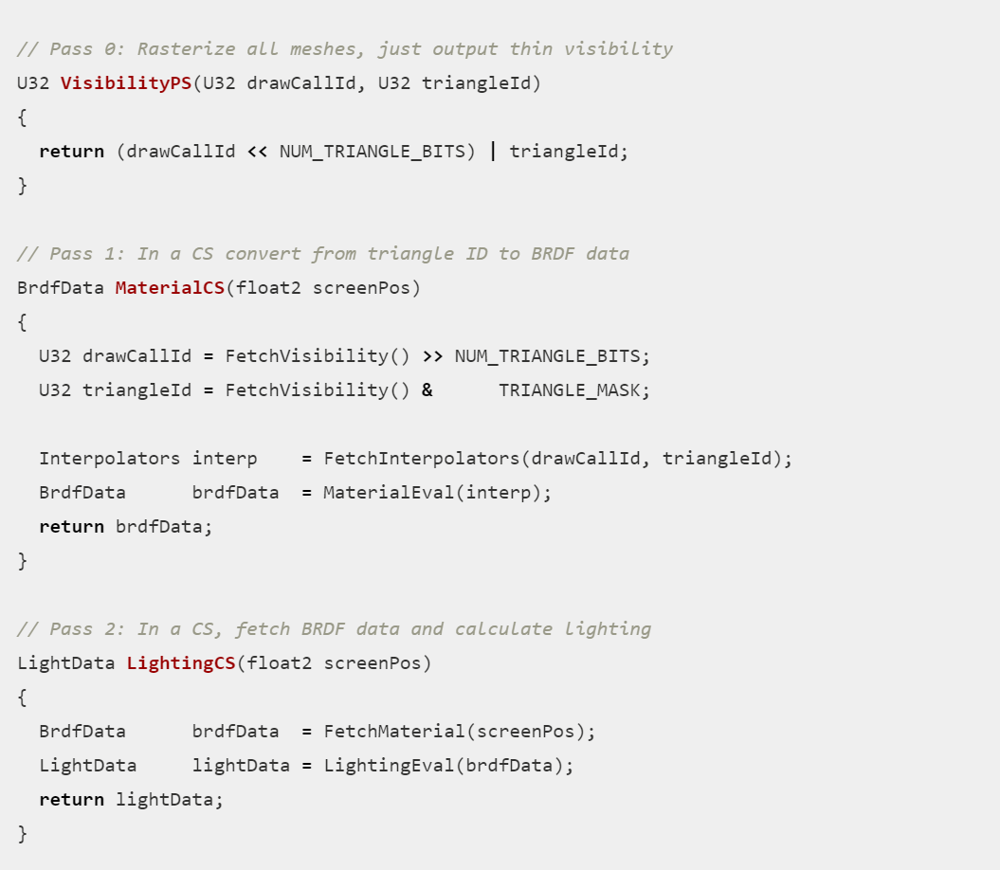 // Pass 0: Rasterize all meshes, just output thin visibility
U32 VisibilityPS(U32 drawCallId, U32 triangleId)
{
  return (drawCallId << NUM_TRIANGLE_BITS) | triangleId;
}

// Pass 1: In a CS convert from triangle ID to BRDF data
BrdfData MaterialCS(float2 screenPos)
{
  U32 drawCallId = FetchVisibility() >> NUM_TRIANGLE_BITS;
  U32 triangleId = FetchVisibility() &      TRIANGLE_MASK;

  Interpolators interp    = FetchInterpolators(drawCallId, triangleId);
  BrdfData      brdfData  = MaterialEval(interp);
  return brdfData;
}

// Pass 2: In a CS, fetch BRDF data and calculate lighting
LightData LightingCS(float2 screenPos)
{
  BrdfData      brdfData  = FetchMaterial(screenPos);
  LightData     lightData = LightingEval(brdfData);
  return lightData;
}